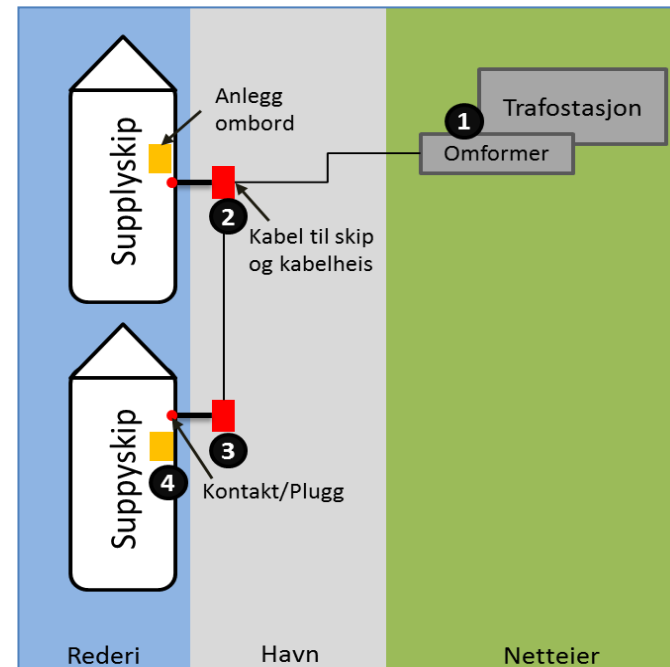 Anlegg
ombord
Supplyskip
1
Trafostasjon
Omformer
2
Kabel til skip
og kabelheis
Suppyskip
3
4
Kontakt/Plugg
Rederi
Havn
Netteier